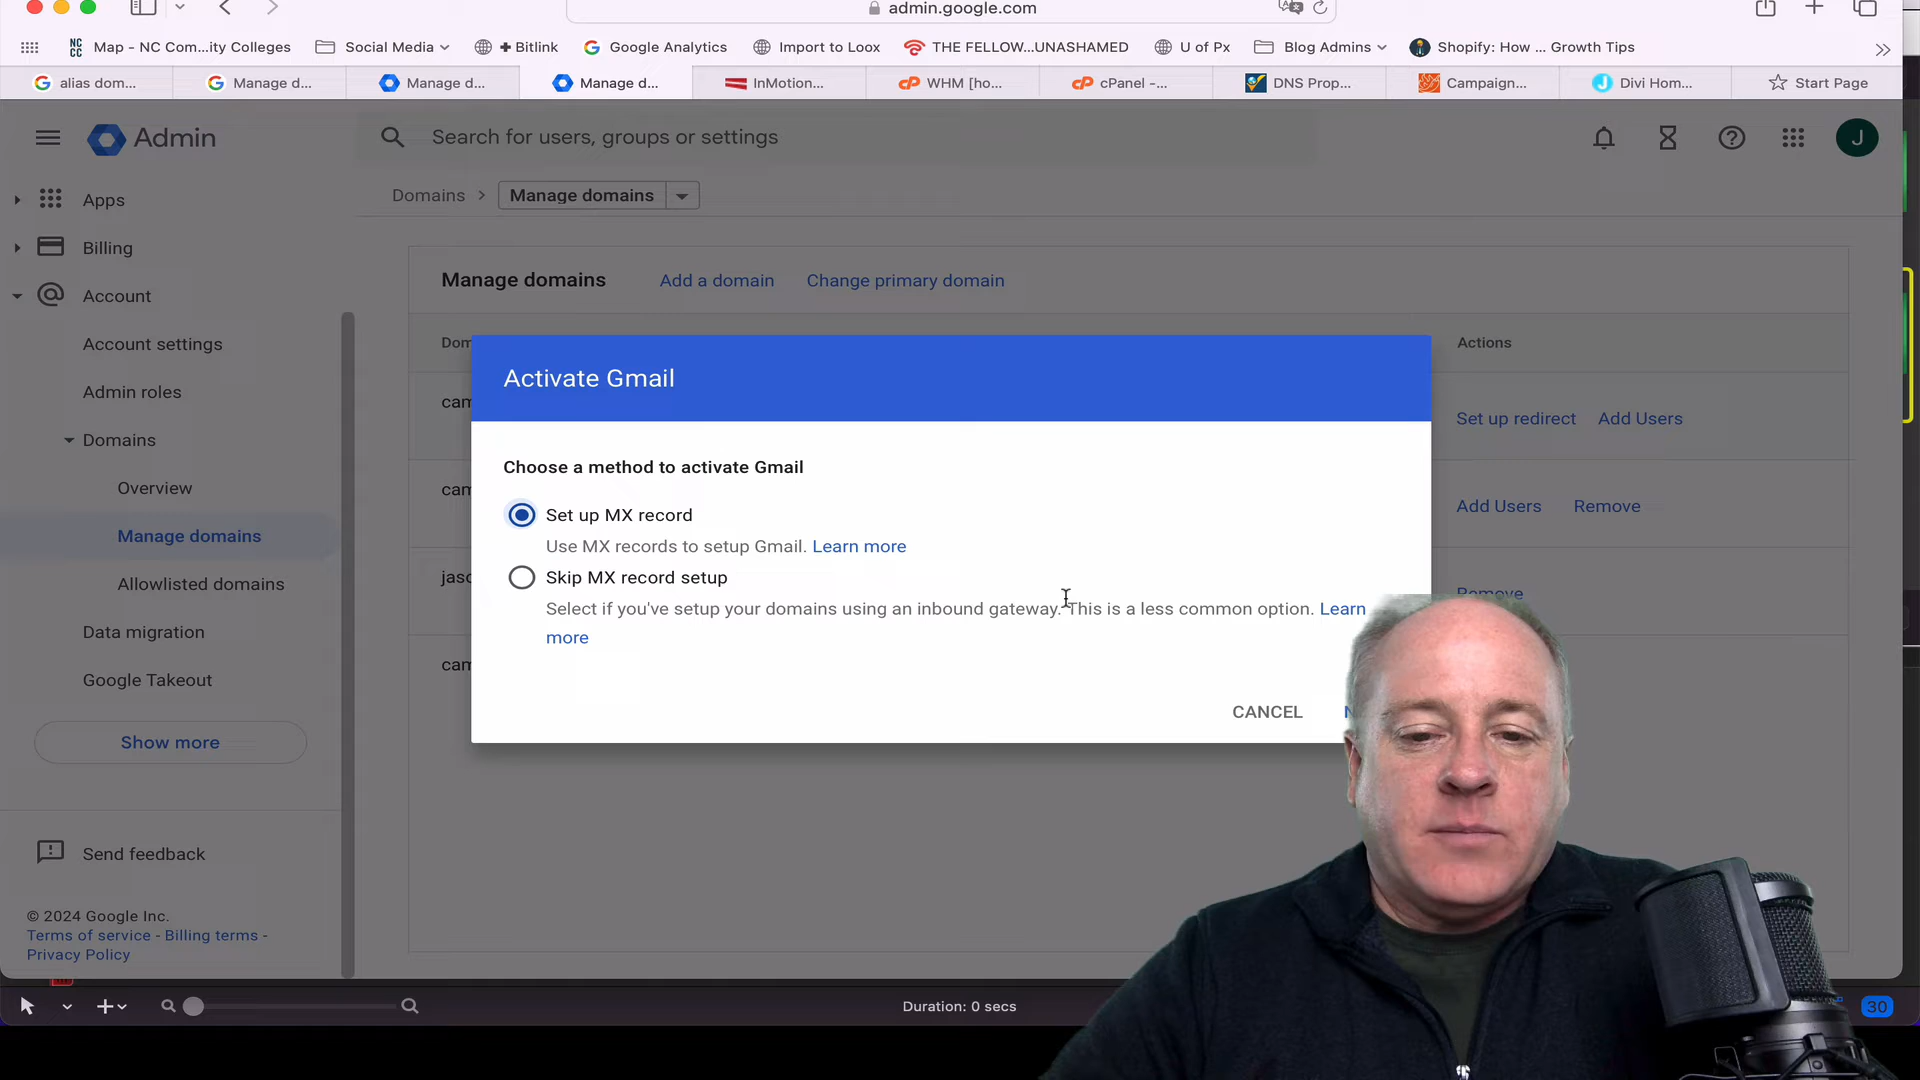 admin.google.com
Map - NC Com...ity Colleges
Social Media
Bitlink
Google Analytics
Import to Loox
THE FELLOW...UNASHAMED
U of Px
Blog Admins
Shopify: How ... Growth Tips
alias dom...
Manage d...
Manage d...
Manage d...
InMotion...
WHM [ho...
cPanel -...
DNS Prop...
Campaign...
Divi Hom...
Start Page
Admin
Search for users, groups or settings
J
Apps
Billing
Account
Account settings
Admin roles
Domains
Overview
Manage domains
Allowlisted domains
Data migration
Google Takeout
Show more
Send feedback
© 2024 Google Inc.
Terms of service - Billing terms -
Privacy Policy
Domains > Manage domains
Manage domains Add a domain Change primary domain
Dom
Actions
cam
Set up redirect Add Users
cam
Add Users Remove
jasc
Remove
cam
Activate Gmail
Choose a method to activate Gmail
Set up MX record
Use MX records to setup Gmail. Learn more
Skip MX record setup
Select if you've setup your domains using an inbound gateway. This is a less common option. Learn
more
CANCEL
Duration: 0 secs
30